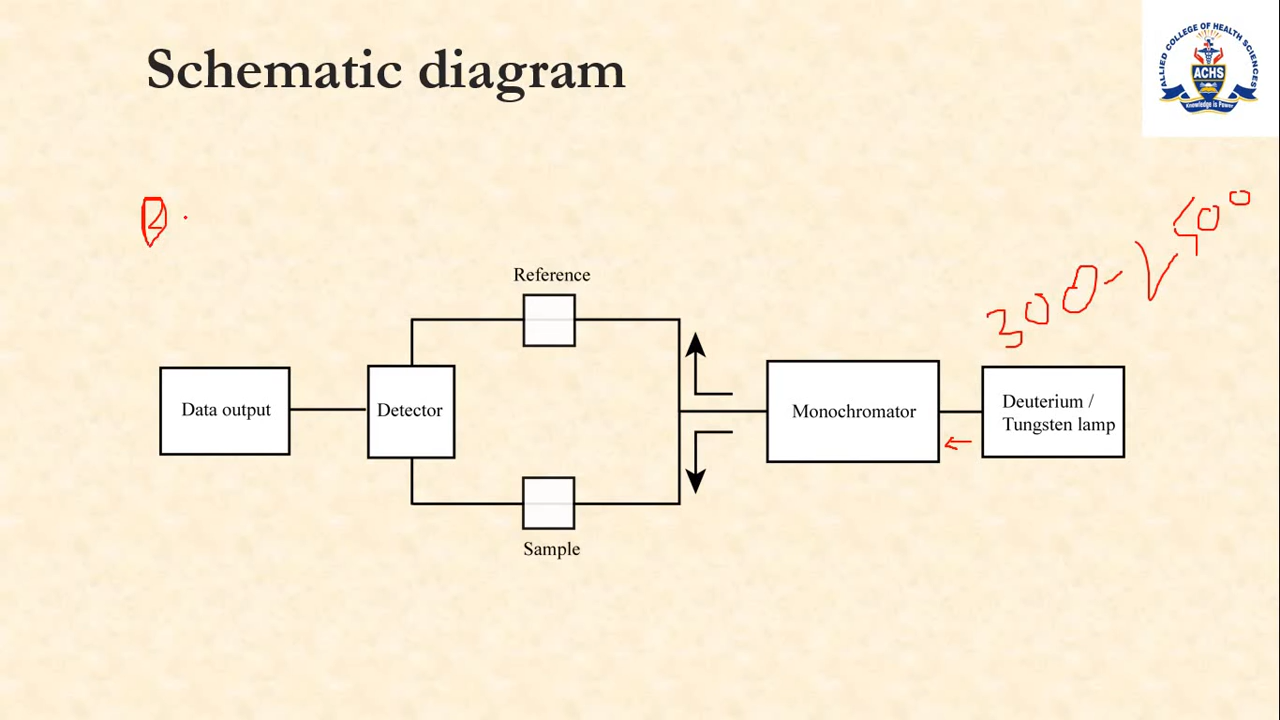 Schematic diagram
ALLIED COLLEGE OF HEALTH SCIENCES
ACHS
Knowledge is Power
300-2500
Reference
Data output
Detector
Monochromator
Deuterium /
Tungsten lamp
Sample